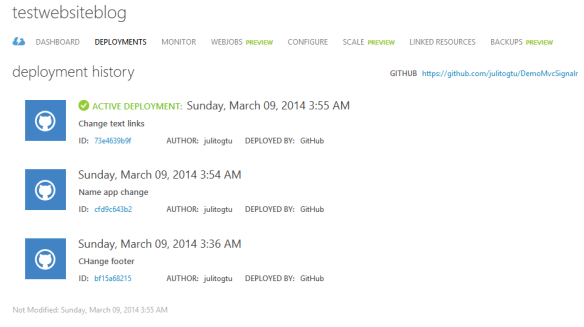 testwebsiteblog
DASHBOARD DEPLOYMENTS MONITOR WEBJOBS PREVIEW CONFIGURE SCALE PREVIEW LINKED RESOURCES BACKUPS PREVIEW
deployment history
GITHUB https://github.com/julitogtu/DemoMvcSignalr
ACTIVE DEPLOYMENT: Sunday, March 09, 2014 3:55 AM
Change text links
ID: 73e4639b9f AUTHOR: julitogtu DEPLOYED BY: GitHub
Sunday, March 09, 2014 3:54 AM
Name app change
ID: cfd9c643b2 AUTHOR: julitogtu DEPLOYED BY: GitHub
Sunday, March 09, 2014 3:36 AM
CHange footer
ID: bf15a68215 AUTHOR: julitogtu DEPLOYED BY: GitHub
Not Modified: Sunday, March 09, 2014 3:55 AM